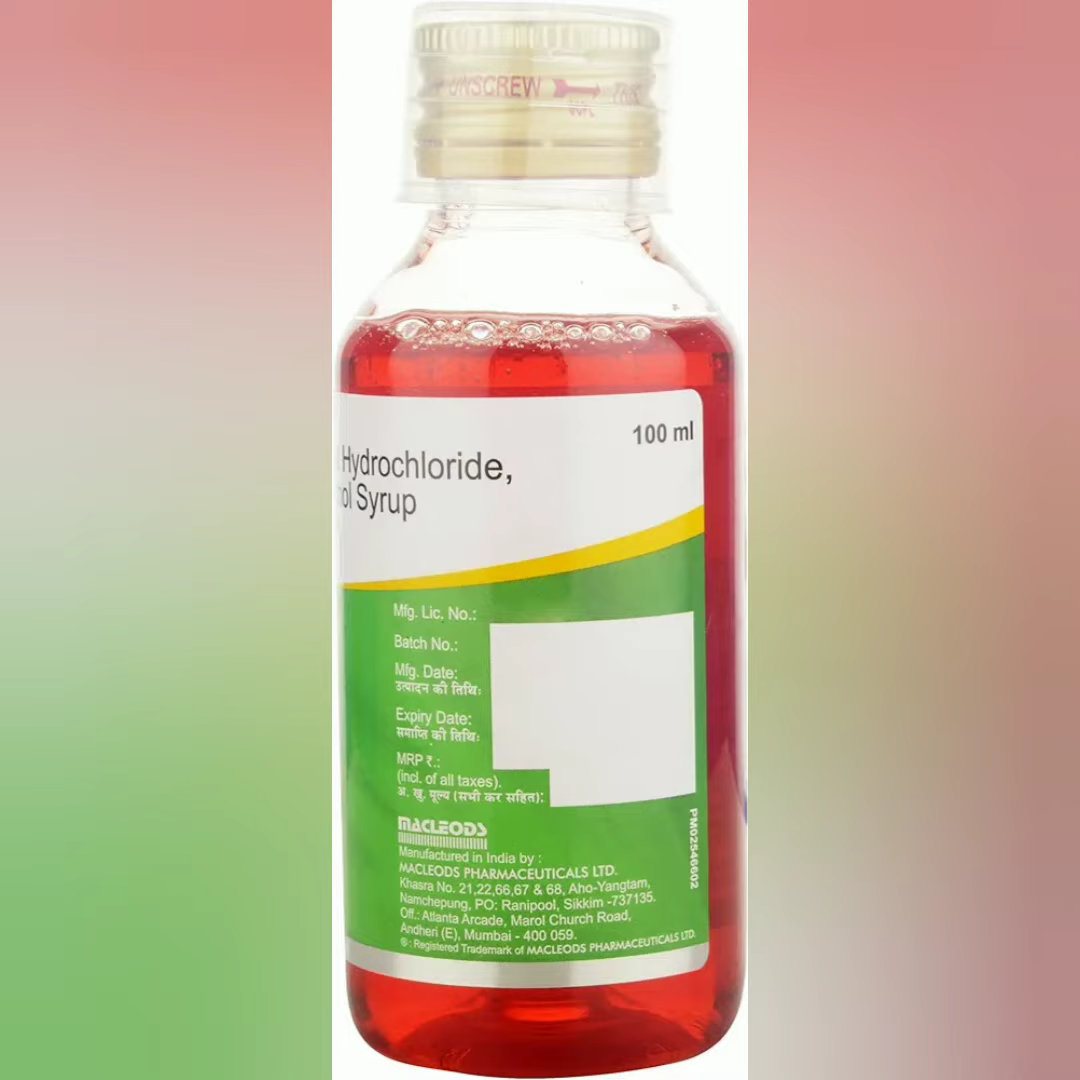 UNSCREW
100 ml
Hydrochloride,
ol Syrup
Mfg. Lic. No.:
Batch No.:
Mfg. Date:
उत्पादन की तिथि:
Expiry Date:
समाप्ति की तिथि:
MRP ₹.:
(incl. of all taxes).
अ. खु. मूल्य (सभी कर सहित):
MACLEODS
Manufactured in India by :
MACLEODS PHARMACEUTICALS LTD.
Khasra No. 21,22,66,67 & 68, Aho-Yangtam,
Namchepung, PO: Ranipool, Sikkim -737135.
Off.: Atlanta Arcade, Marol Church Road,
Andheri (E), Mumbai - 400 059.
® : Registered Trademark of MACLEODS PHARMACEUTICALS LTD.
PM02546602